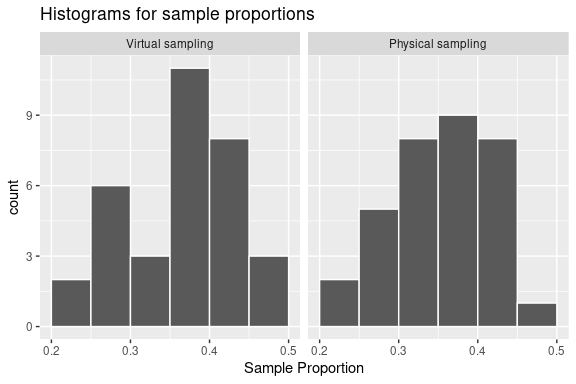 Histograms for sample proportions
Virtual sampling
Physical sampling
count
9
6
3
0
0.2
0.3
0.4
0.5
0.2
0.3
0.4
0.5
Sample Proportion